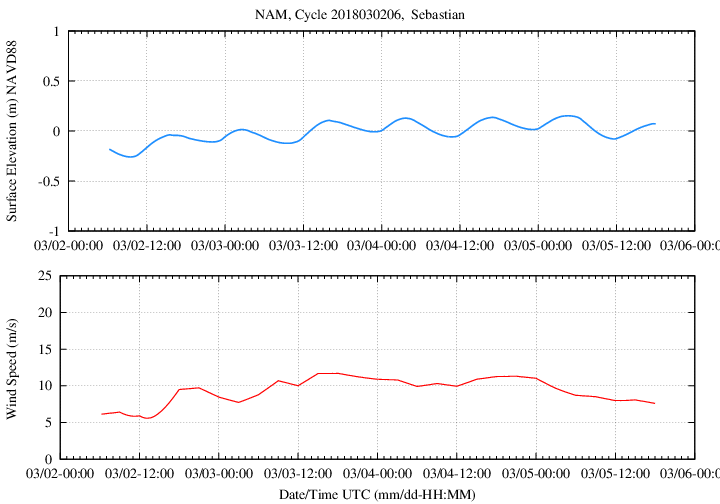 NAM, Cycle 2018030206,  Sebastian
Surface Elevation (m) NAVD88
1
0.5
0
-0.5
-1
03/02-00:00 03/02-12:00 03/03-00:00 03/03-12:00 03/04-00:00 03/04-12:00 03/05-00:00 03/05-12:00 03/06-00:0
Wind Speed (m/s)
25
20
15
10
5
0
03/02-00:00 03/02-12:00 03/03-00:00 03/03-12:00 03/04-00:00 03/04-12:00 03/05-00:00 03/05-12:00 03/06-00:0
Date/Time UTC (mm/dd-HH:MM)